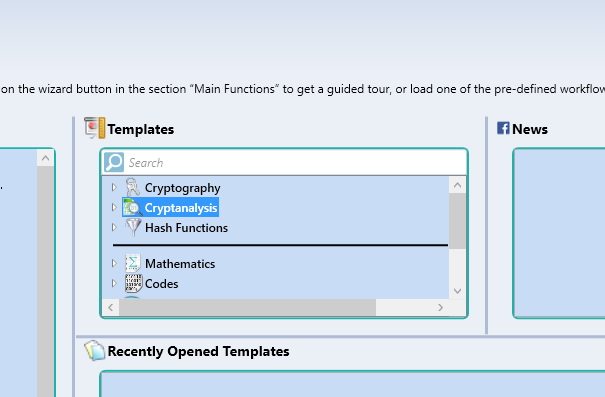 on the wizard button in the section “Main Functions” to get a guided tour, or load one of the pre-defined workflow
Templates
News
Search
Cryptography
Cryptanalysis
Hash Functions
Mathematics
Codes
Recently Opened Templates